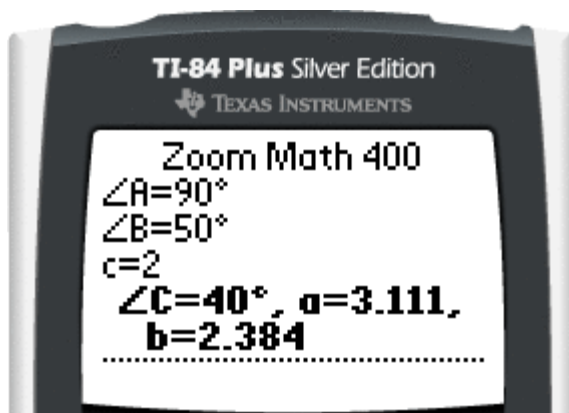 TI-84 Plus Silver Edition
TEXAS INSTRUMENTS
Zoom Math 400
∠A=90°
∠B=50°
c=2
∠C=40°, a=3.111,
b=2.384